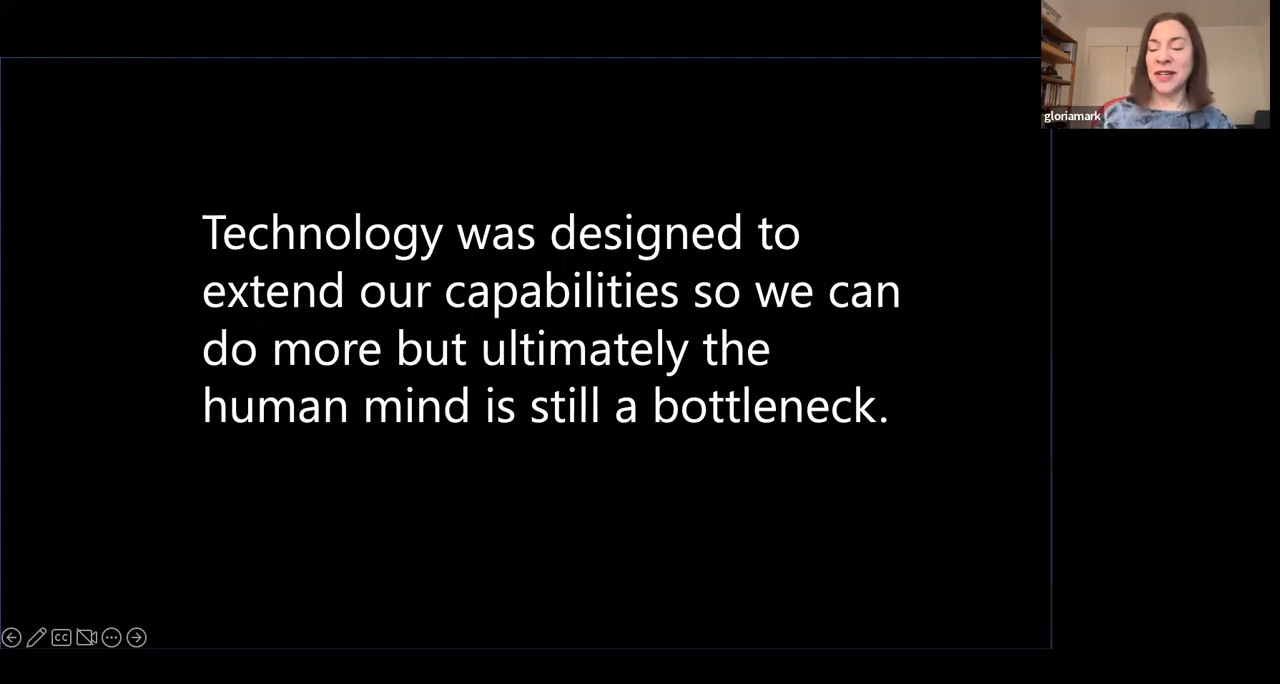 gloriamark
Technology was designed to
extend our capabilities so we can
do more but ultimately the
human mind is still a bottleneck.
CC